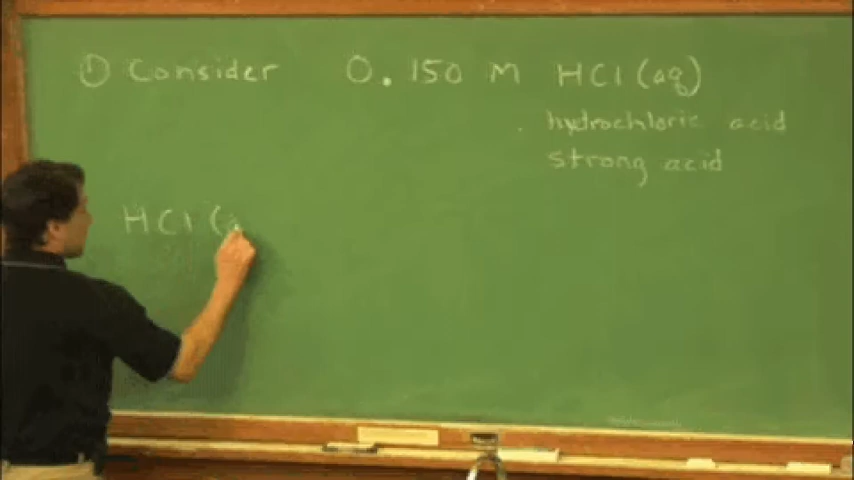 ① Consider 0.150 M HCl (aq)
hydrochloric acid
strong acid
HCl (a